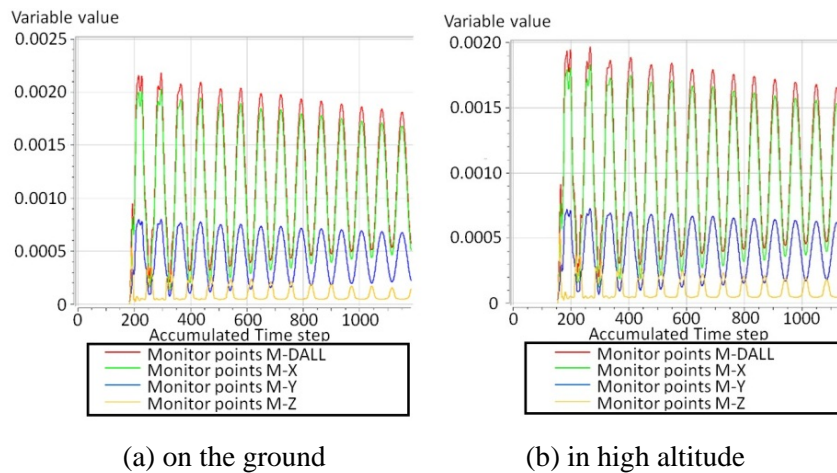 Variable value
0.0025
0.0020
0.0015
0.0010
0.0005
0
0 200 400 600 800 1000
Accumulated Time step
Monitor points M-DALL
Monitor points M-X
Monitor points M-Y
Monitor points M-Z
(a) on the ground
Variable value
0.0020
0.0015
0.0010
0.0005
0
0 200 400 600 800 1000
Accumulated Time step
Monitor points M-DALL
Monitor points M-X
Monitor points M-Y
Monitor points M-Z
(b) in high altitude